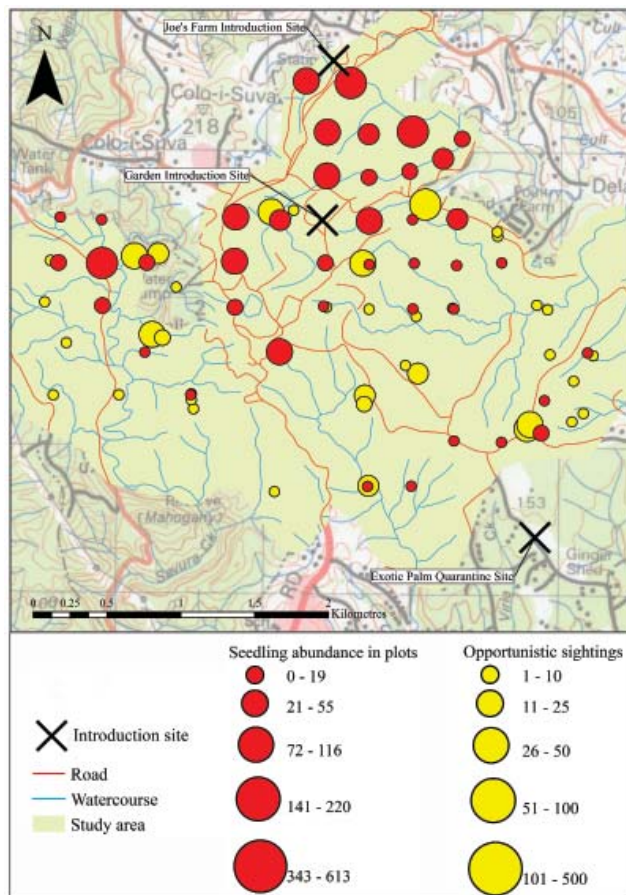 Joe's Farm Introduction Site
N
Colo-i-Suva
218
Colo-i-Suva
Water
Tank
105
Garden Introduction Site
Farm
Dela
(Mahogany)
153
Exotic Palm Quarantine Site
Ginger
Shed
RD
0 0.25 0.5 1 1.5 2
Kilometres
Seedling abundance in plots
Opportunistic sightings
0 - 19
1 - 10
21 - 55
11 - 25
Introduction site
72 - 116
26 - 50
Road
Watercourse
141 - 220
51 - 100
Study area
343 - 613
101 - 500